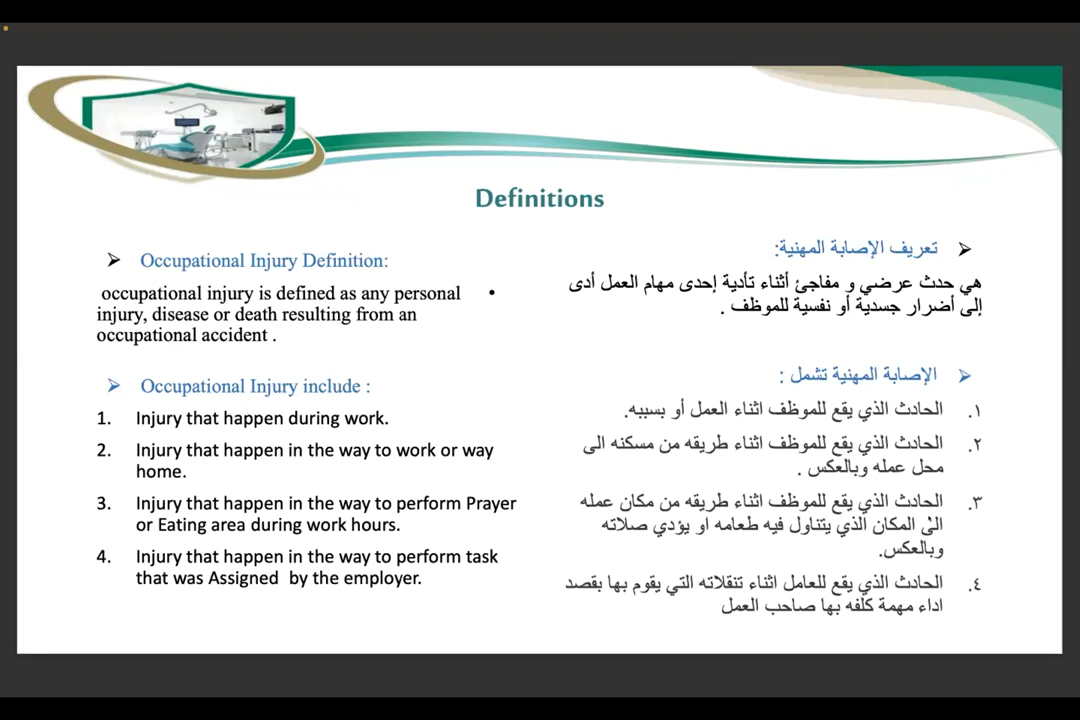 Definitions
➢ Occupational Injury Definition:
• occupational injury is defined as any personal
injury, disease or death resulting from an
occupational accident .
➢ Occupational Injury include :
1. Injury that happen during work.
2. Injury that happen in the way to work or way
home.
3. Injury that happen in the way to perform Prayer
or Eating area during work hours.
4. Injury that happen in the way to perform task
that was Assigned by the employer.
➢ تعريف الإصابة المهنية:
هي حدث عرضي و مفاجئ أثناء تأدية إحدى مهام العمل أدى
إلى أضرار جسدية أو نفسية للموظف .
➢ الإصابة المهنية تشمل :
١. الحادث الذي يقع للموظف اثناء العمل أو بسببه.
٢. الحادث الذي يقع للموظف اثناء طريقه من مسكنه الى
محل عمله وبالعكس .
٣. الحادث الذي يقع للموظف اثناء طريقه من مكان عمله
الى المكان الذي يتناول فيه طعامه او يؤدي صلاته
وبالعكس.
٤. الحادث الذي يقع للعامل اثناء تنقلاته التي يقوم بها بقصد
اداء مهمة كلفه بها صاحب العمل